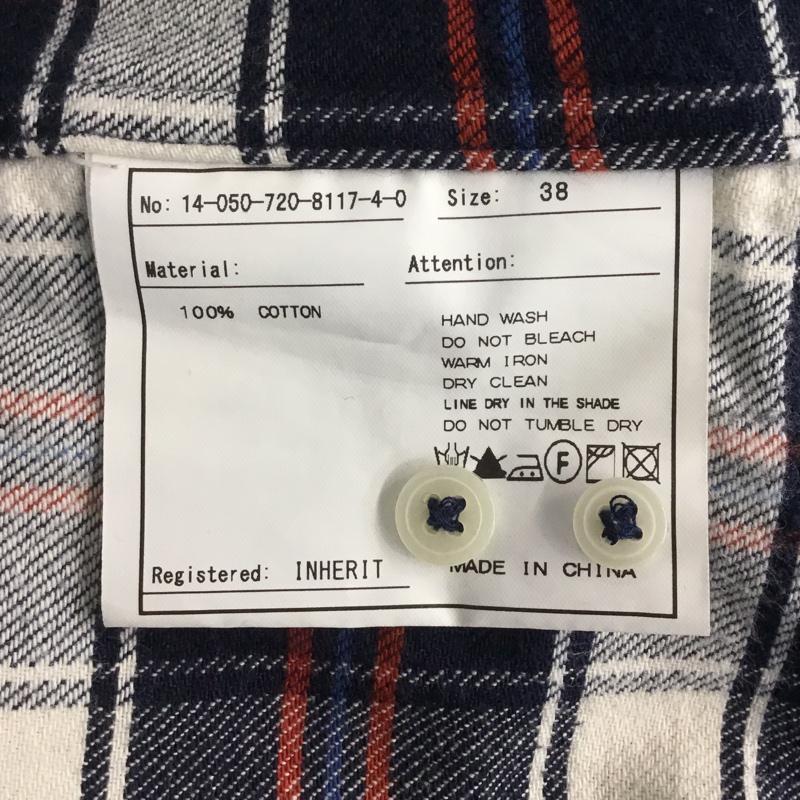 No: 14-050-720-8117-4-0
Size: 38
Material:
Attention:
100% COTTON
HAND WASH
DO NOT BLEACH
WARM IRON
DRY CLEAN
LINE DRY IN THE SHADE
DO NOT TUMBLE DRY
F
Registered: INHERIT
MADE IN CHINA